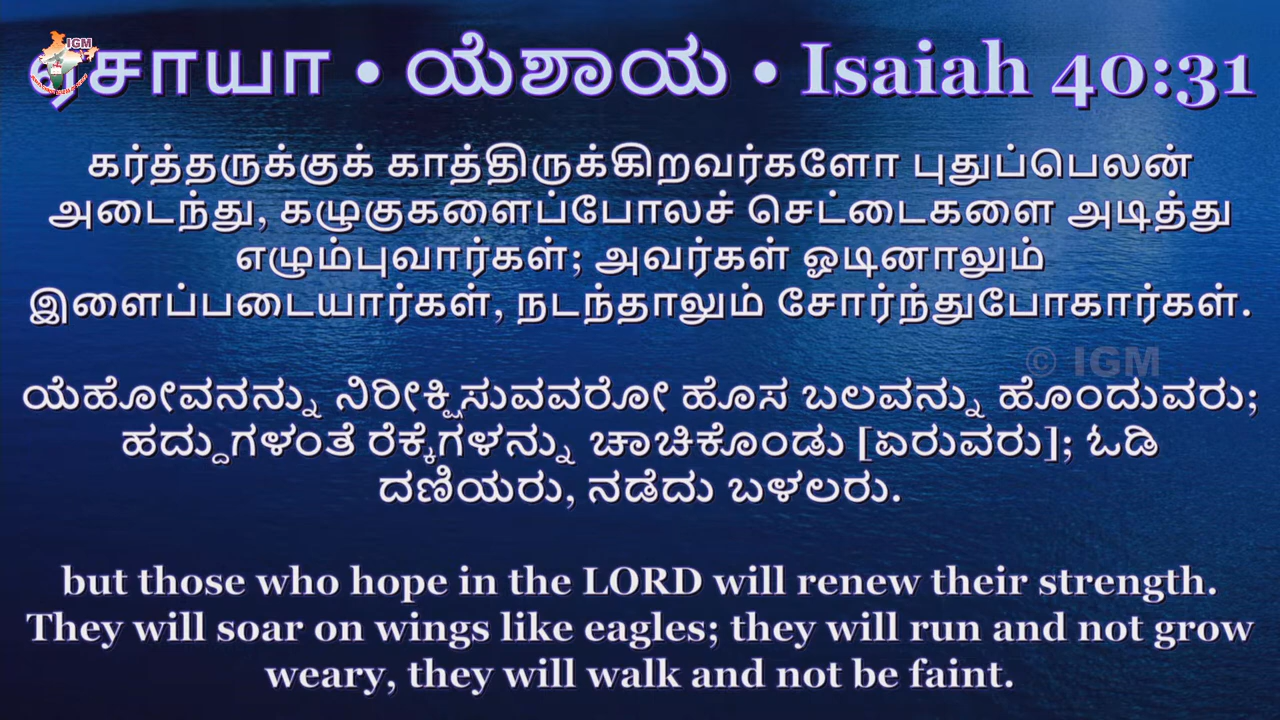 ஏசாயா • ಯೆಶಾಯ • Isaiah 40:31
IGM
கர்த்தருக்குக் காத்திருக்கிறவர்களோ புதுப்பெலன்
அடைந்து, கழுகுகளைப்போலச் செட்டைகளை அடித்து
எழும்புவார்கள்; அவர்கள் ஓடினாலும்
இளைப்படையார்கள், நடந்தாலும் சோர்ந்துபோகார்கள்.
© IGM
ಯೆಹೋವನನ್ನು ನಿರೀಕ್ಷಿಸುವವರೋ ಹೊಸ ಬಲವನ್ನು ಹೊಂದುವರು;
ಹದ್ದುಗಳಂತೆ ರೆಕ್ಕೆಗಳನ್ನು ಚಾಚಿಕೊಂಡು [ಏರುವರು]; ಓಡಿ
ದಣಿಯರು, ನಡೆದು ಬಳಲರು.
but those who hope in the LORD will renew their strength.
They will soar on wings like eagles; they will run and not grow
weary, they will walk and not be faint.